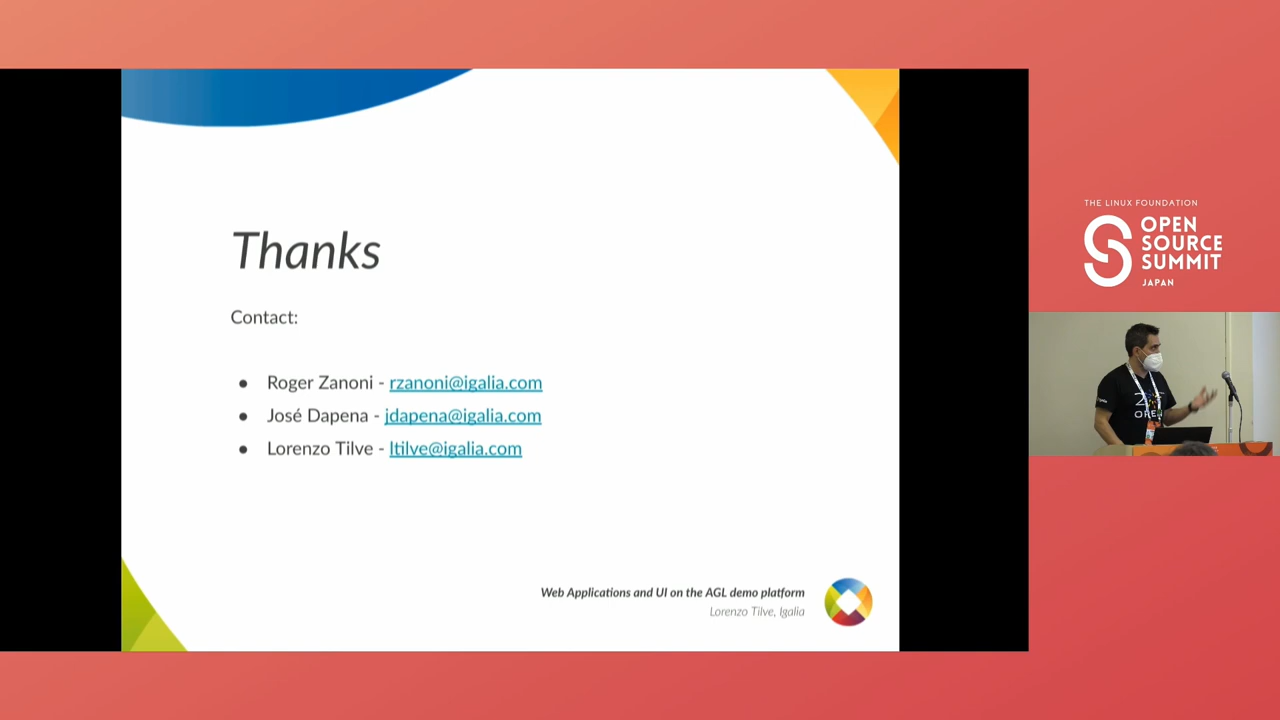 Thanks
Contact:
Roger Zanoni - rzanoni@igalia.com
José Dapena - jdapena@igalia.com
Lorenzo Tilve - ltilve@igalia.com
Web Applications and UI on the AGL demo platform
Lorenzo Tilve, Igalia
THE LINUX FOUNDATION
OPEN
SOURCE
SUMMIT
JAPAN